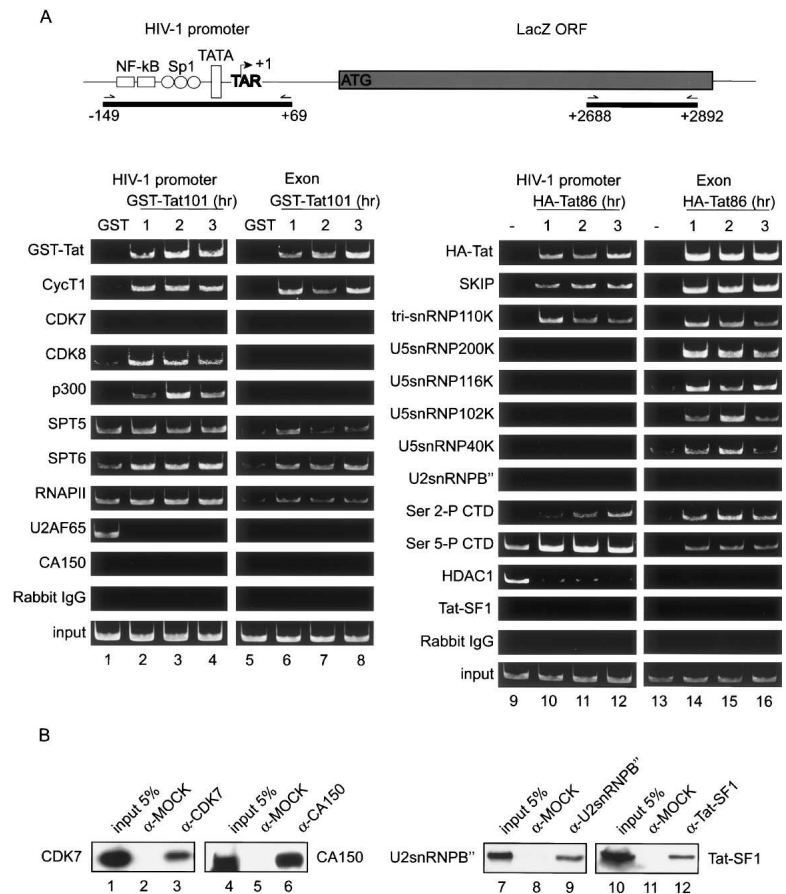 A
HIV-1 promoter
LacZ ORF
TATA
NF-kB
Sp1
+1
TAR
ATG
-149
+69
+2688
+2892
HIV-1 promoter
Exon
GST-Tat101 (hr)
GST-Tat101 (hr)
GST 1 2 3
GST 1 2 3
GST-Tat
CycT1
CDK7
CDK8
p300
SPT5
SPT6
RNAPII
U2AF65
CA150
Rabbit IgG
input
1 2 3 4 5 6 7 8
HIV-1 promoter
Exon
HA-Tat86 (hr)
HA-Tat86 (hr)
- 1 2 3
- 1 2 3
HA-Tat
SKIP
tri-snRNP110K
U5snRNP200K
U5snRNP116K
U5snRNP102K
U5snRNP40K
U2snRNPB"
Ser 2-P CTD
Ser 5-P CTD
HDAC1
Tat-SF1
Rabbit IgG
input
9 10 11 12 13 14 15 16
B
input 5%
α-MOCK
α-CDK7
input 5%
α-MOCK
α-CA150
CDK7
CA150
1 2 3 4 5 6
input 5%
α-MOCK
α-U2snRNPB"
input 5%
α-MOCK
α-Tat-SF1
U2snRNPB"
Tat-SF1
7 8 9 10 11 12